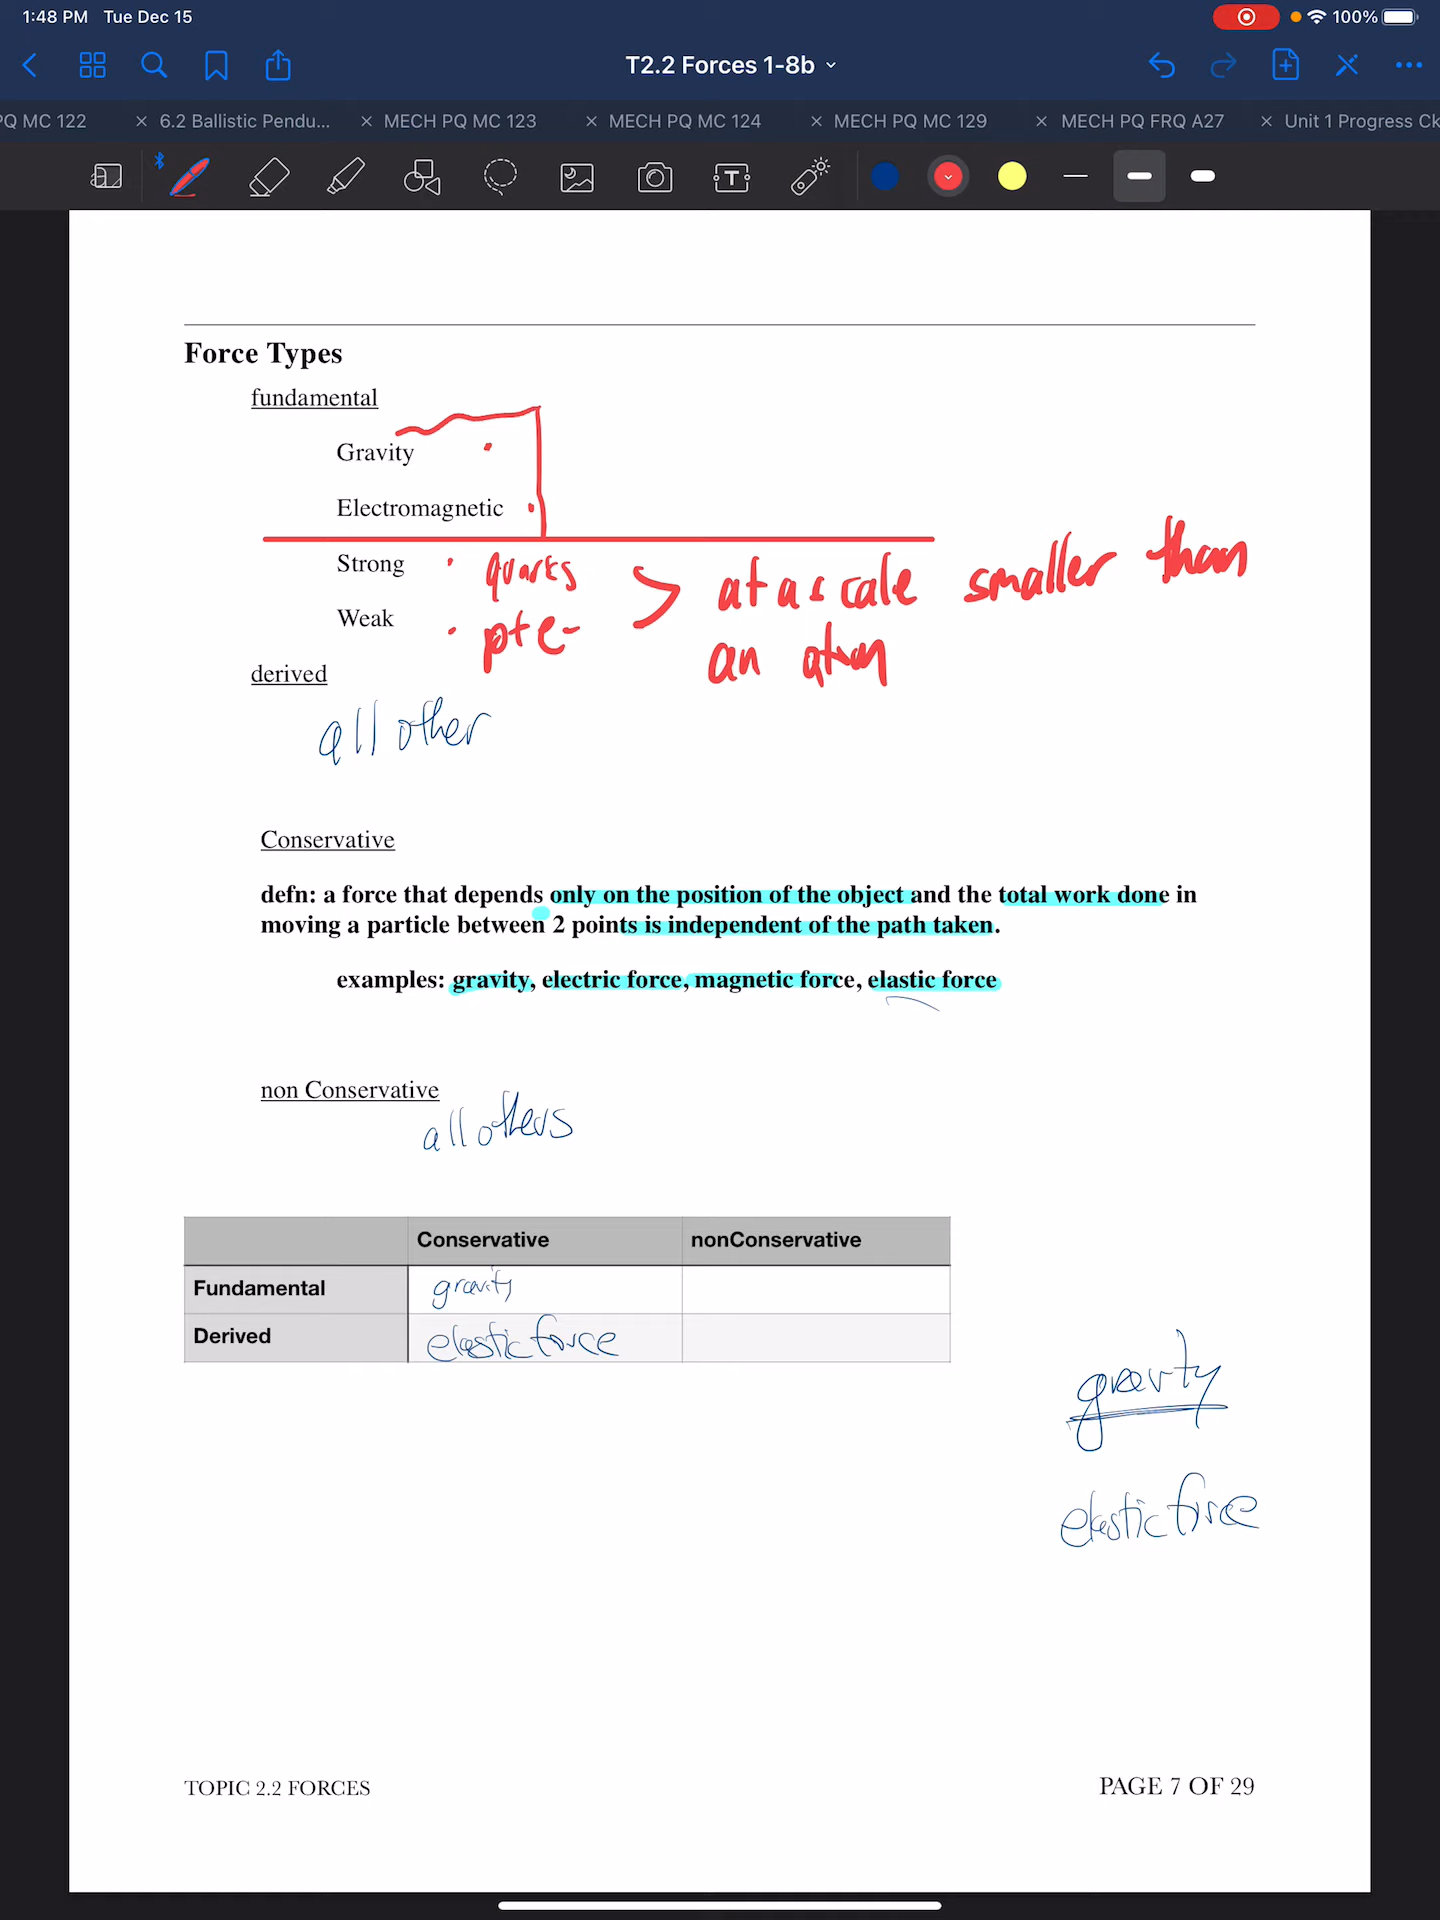 1:48 PM Tue Dec 15
100%
T2.2 Forces 1-8b
PQ MC 122
6.2 Ballistic Pendu...
MECH PQ MC 123
MECH PQ MC 124
MECH PQ MC 129
MECH PQ FRQ A27
Unit 1 Progress Ck
Force Types
fundamental
Gravity
Electromagnetic
Strong quarks > at a scale smaller than
Weak pte- an atom
derived
all other
Conservative
defn: a force that depends only on the position of the object and the total work done in
moving a particle between 2 points is independent of the path taken.
examples: gravity, electric force, magnetic force, elastic force
non Conservative
all others
Conservative nonConservative
Fundamental gravity
Derived elastic force
gravity
elastic force
TOPIC 2.2 FORCES PAGE 7 OF 29